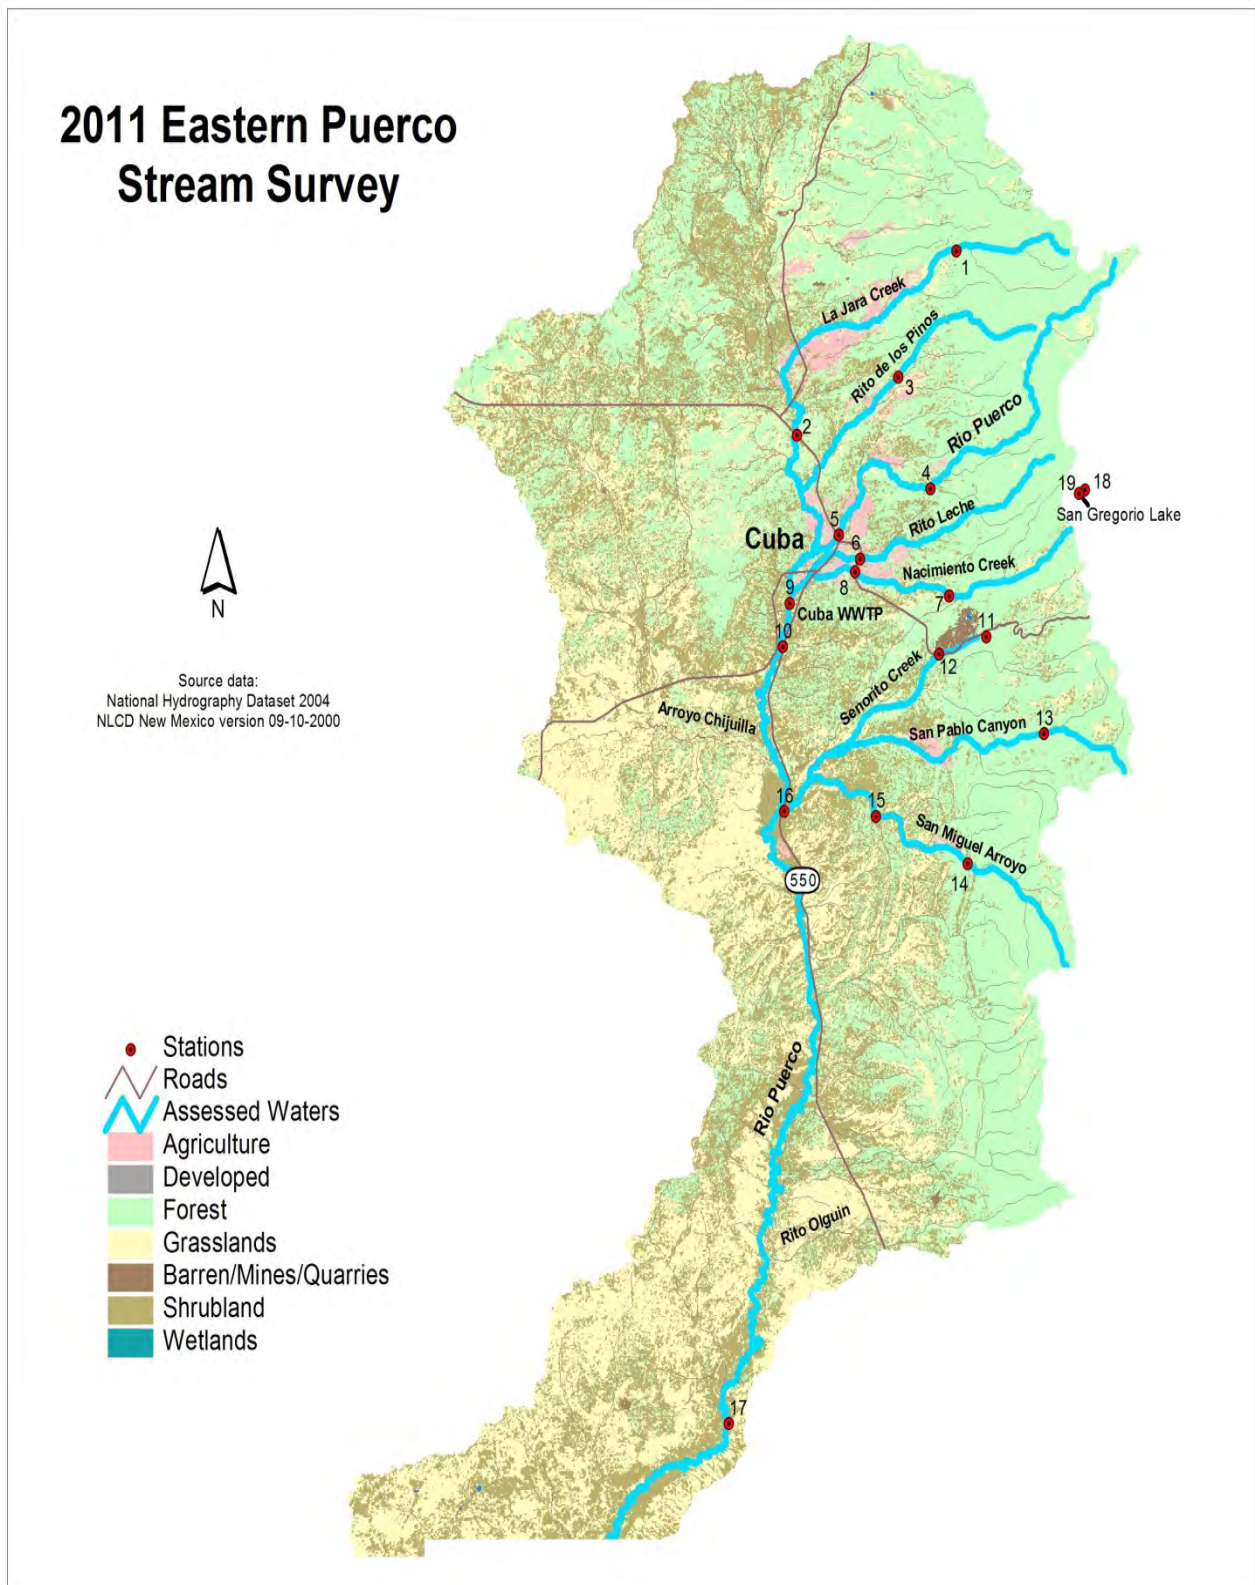 2011 Eastern Puerco
Stream Survey
1
La Jara Creek
Rito de los Pinos
3
2
Rio Puerco
4
19 18
San Gregorio Lake
Rito Leche
5
Cuba
6
Nacimiento Creek
8
7
9
Cuba WWTP
10
11
12
Senorito Creek
N
Source data:
National Hydrography Dataset 2004
NLCD New Mexico version 09-10-2000
Arroyo Chijuilla
San Pablo Canyon
13
16
15
San Miguel Arroyo
14
550
Rio Puerco
Rito Olguin
17
Stations
Roads
Assessed Waters
Agriculture
Developed
Forest
Grasslands
Barren/Mines/Quarries
Shrubland
Wetlands